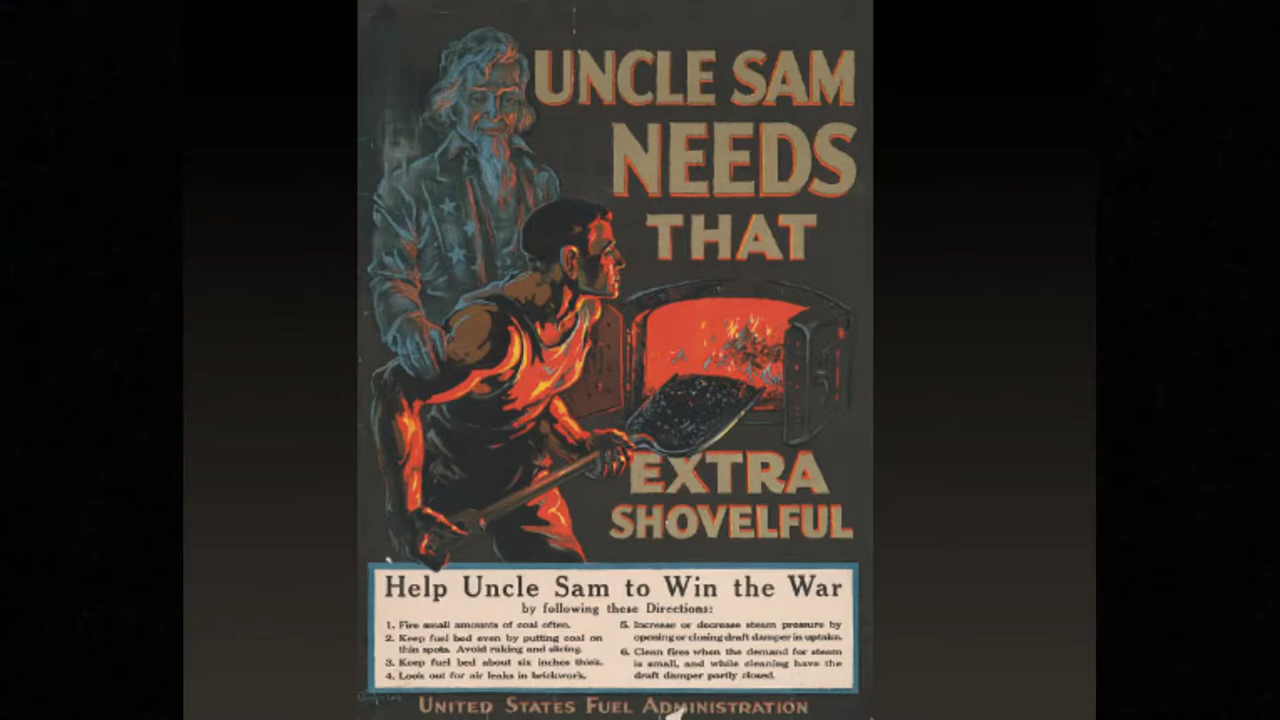 UNCLE SAM
NEEDS
THAT
EXTRA
SHOVELFUL
Help Uncle Sam to Win the War
by following these Directions:
1. Fire small amounts of coal often.
2. Keep fuel bed even by putting coal on
thin spots. Avoid raking and slicing.
3. Keep fuel bed about six inches thick.
4. Look out for air leaks in brickwork.
5. Increase or decrease steam pressure by
opening or closing draft damper in uptake.
6. Clean fires when the demand for steam
is small, and while cleaning have the
draft damper partly closed.
UNITED STATES FUEL ADMINISTRATION